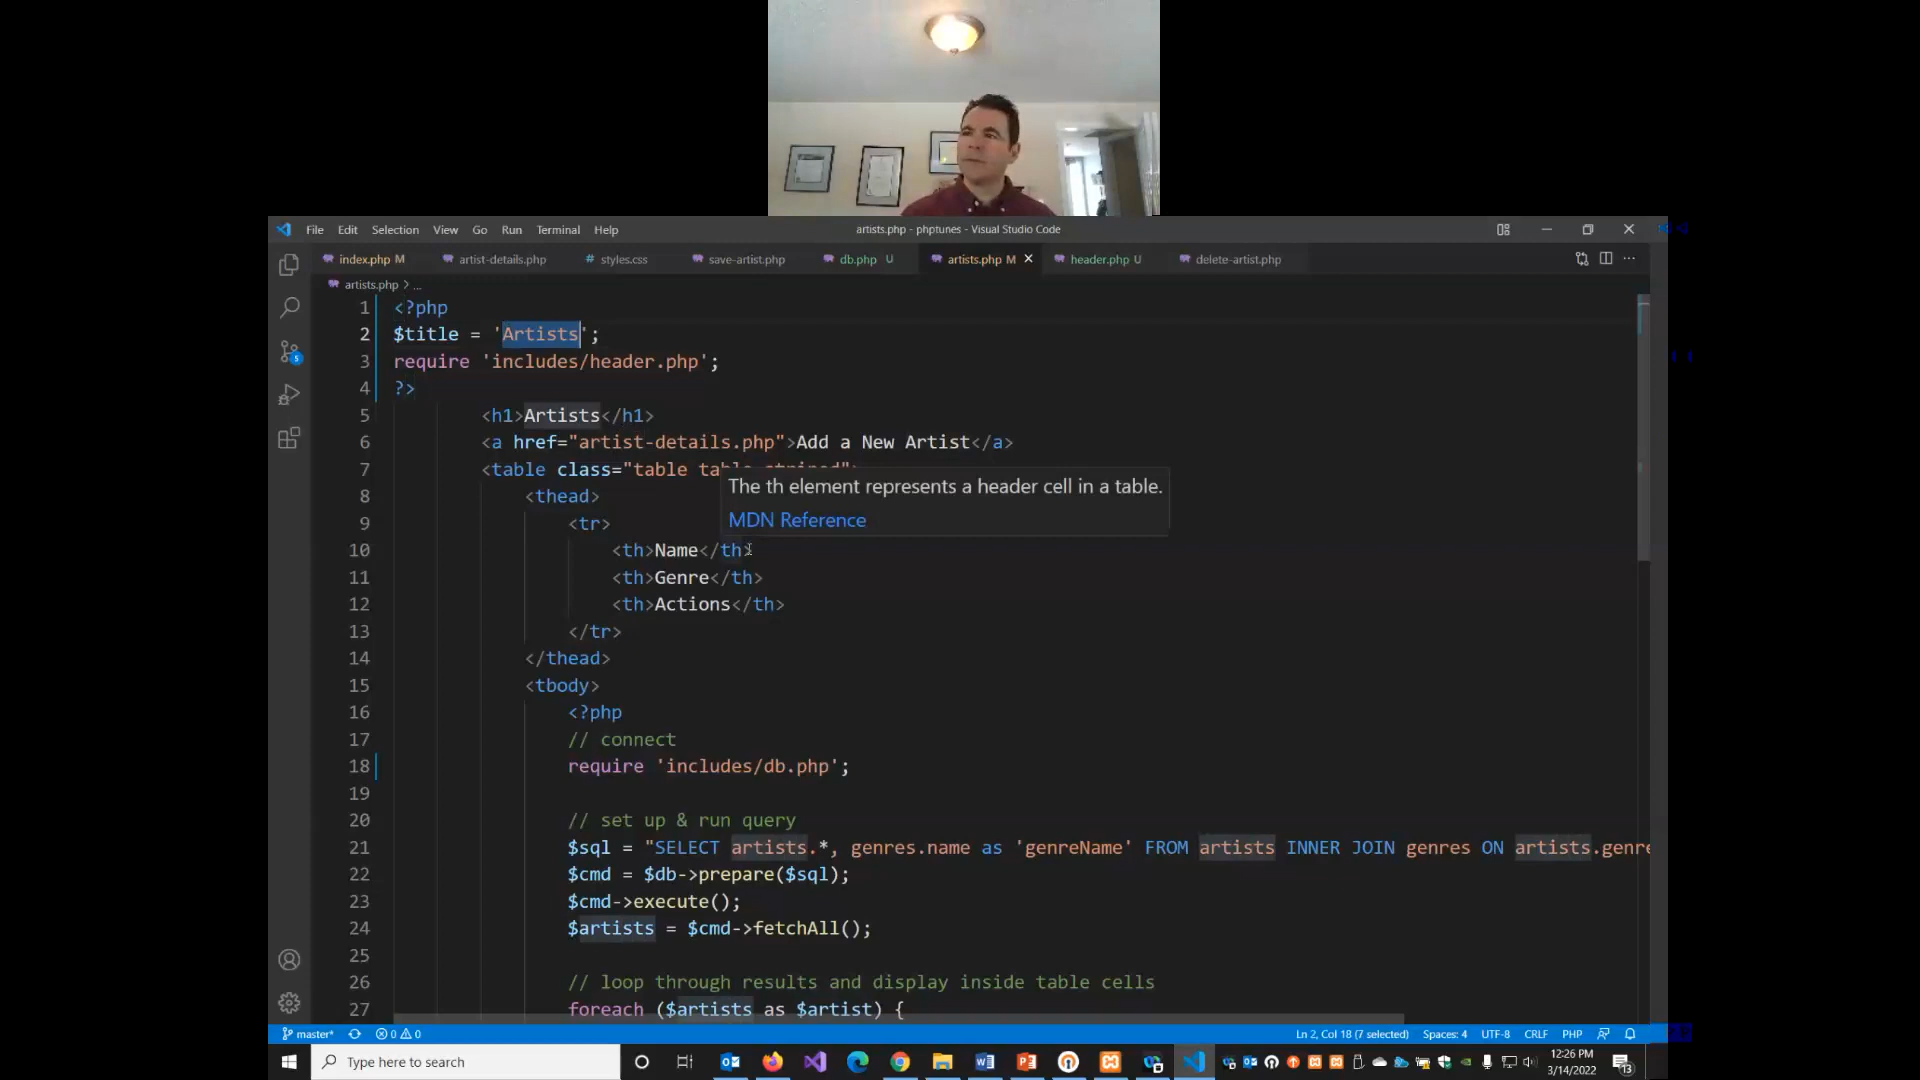 File Edit Selection View Go Run Terminal Help artists.php - phptunes - Visual Studio Code
index.php M artist-details.php # styles.css save-artist.php db.php U artists.php M header.php U delete-artist.php
artists.php > ...
1 <?php
2 $title = 'Artists';
3 require 'includes/header.php';
4 ?>
5 <h1>Artists</h1>
6 <a href="artist-details.php">Add a New Artist</a>
7 <table class="table table-striped">
The th element represents a header cell in a table.
MDN Reference
8 <thead>
9 <tr>
10 <th>Name</th>
11 <th>Genre</th>
12 <th>Actions</th>
13 </tr>
14 </thead>
15 <tbody>
16 <?php
17 // connect
18 require 'includes/db.php';
19
20 // set up & run query
21 $sql = "SELECT artists.*, genres.name as 'genreName' FROM artists INNER JOIN genres ON artists.genre
22 $cmd = $db->prepare($sql);
23 $cmd->execute();
24 $artists = $cmd->fetchAll();
25
26 // loop through results and display inside table cells
27 foreach ($artists as $artist) {
master* 0 0 Ln 2, Col 18 (7 selected) Spaces: 4 UTF-8 CRLF PHP
Type here to search
12:26 PM
3/14/2022
13